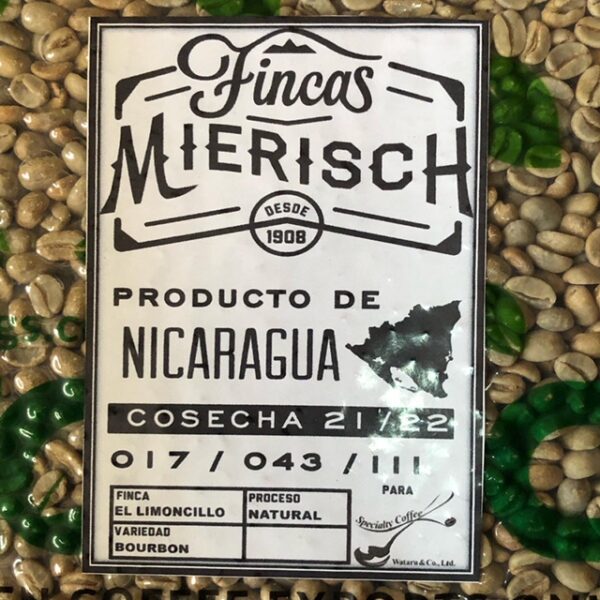 Fincas
MIERISCH
DESDE
1908
PRODUCTO DE
NICARAGUA
COSECHA 21/22
017 / 043 / 111
FINCA
EL LIMONCILLO
PROCESO
NATURAL
VARIEDAD
BOURBON
PARA
Specialty Coffee
Wataru & Co., Ltd.